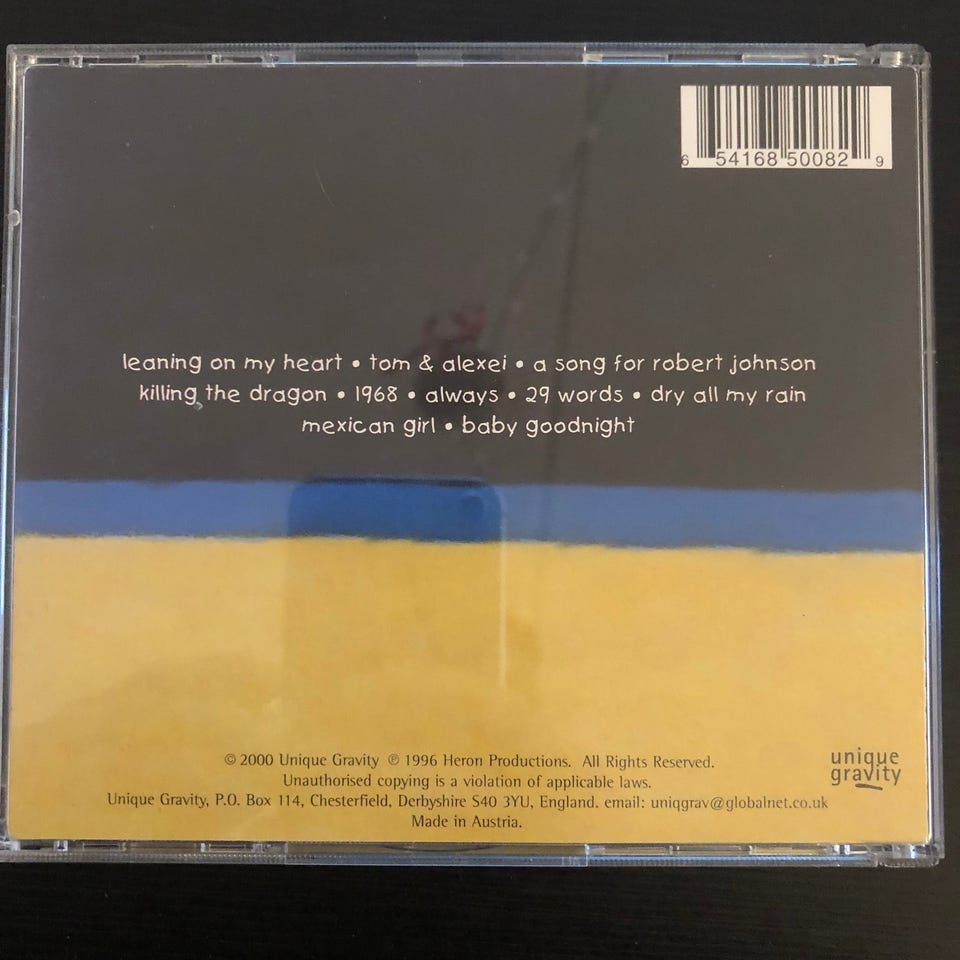 6 54168 50082 9
leaning on my heart • tom & alexei • a song for robert johnson
killing the dragon • 1968 • always • 29 words • dry all my rain
mexican girl • baby goodnight
© 2000 Unique Gravity ℗ 1996 Heron Productions. All Rights Reserved.
Unauthorised copying is a violation of applicable laws.
Unique Gravity, P.O. Box 114, Chesterfield, Derbyshire S40 3YU, England. email: uniqgrav@globalnet.co.uk
Made in Austria.
unique
gravity